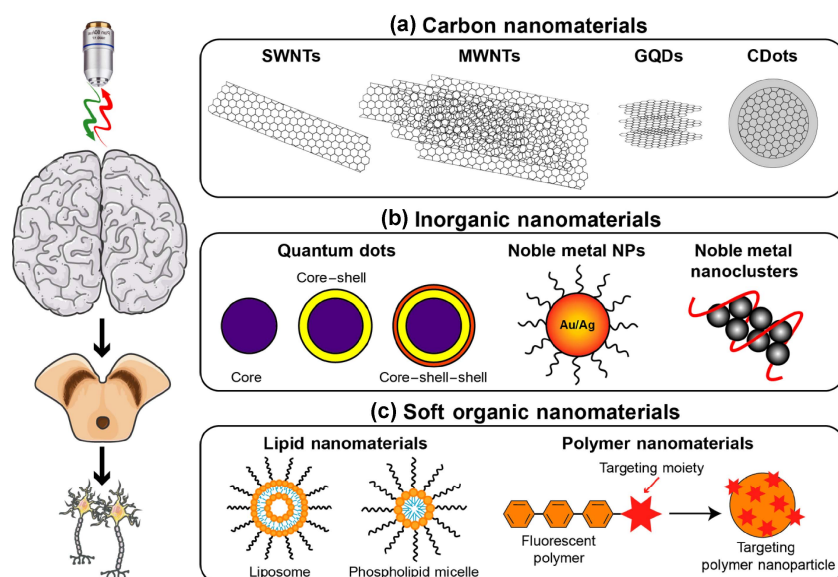 (a) Carbon nanomaterials
SWNTs
MWNTs
GQDs
CDots
(b) Inorganic nanomaterials
Quantum dots
Core–shell
Core
Core–shell–shell
Noble metal NPs
Au/Ag
Noble metal
nanoclusters
(c) Soft organic nanomaterials
Lipid nanomaterials
Liposome
Phospholipid micelle
Polymer nanomaterials
Targeting moiety
Fluorescent
polymer
Targeting
polymer nanoparticle